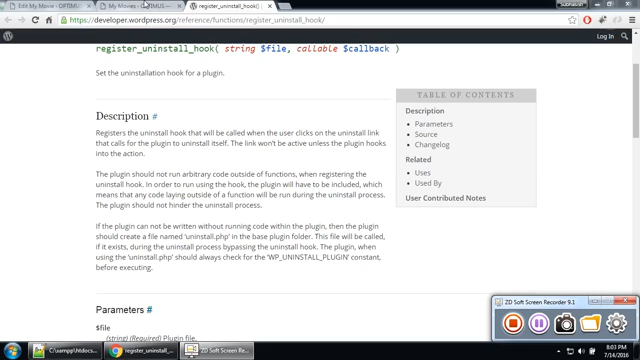 Edit My Movie - OPTIMUS
My Movies - OPTIMUS —
register_uninstall_hook()
Subhasish
https://developer.wordpress.org/reference/functions/register_uninstall_hook/
Log In
register_uninstall_hook( string $file, callable $callback )
Set the uninstallation hook for a plugin.
TABLE OF CONTENTS
Description
Parameters
Source
Changelog
Related
Uses
Used By
User Contributed Notes
Description #
Registers the uninstall hook that will be called when the user clicks on the uninstall link
that calls for the plugin to uninstall itself. The link won't be active unless the plugin hooks
into the action.
The plugin should not run arbitrary code outside of functions, when registering the
uninstall hook. In order to run using the hook, the plugin will have to be included, which
means that any code laying outside of a function will be run during the uninstall process.
The plugin should not hinder the uninstall process.
If the plugin can not be written without running code within the plugin, then the plugin
should create a file named 'uninstall.php' in the base plugin folder. This file will be called,
if it exists, during the uninstall process bypassing the uninstall hook. The plugin, when
using the 'uninstall.php' should always check for the 'WP_UNINSTALL_PLUGIN' constant,
before executing.
Parameters #
$file
(string) (Required) Plugin file.
ZD Soft Screen Recorder 9.1
C:\uampp\htdocs...
register_uninstall_...
ZD Soft Screen Rec...
8:03 PM
7/14/2016